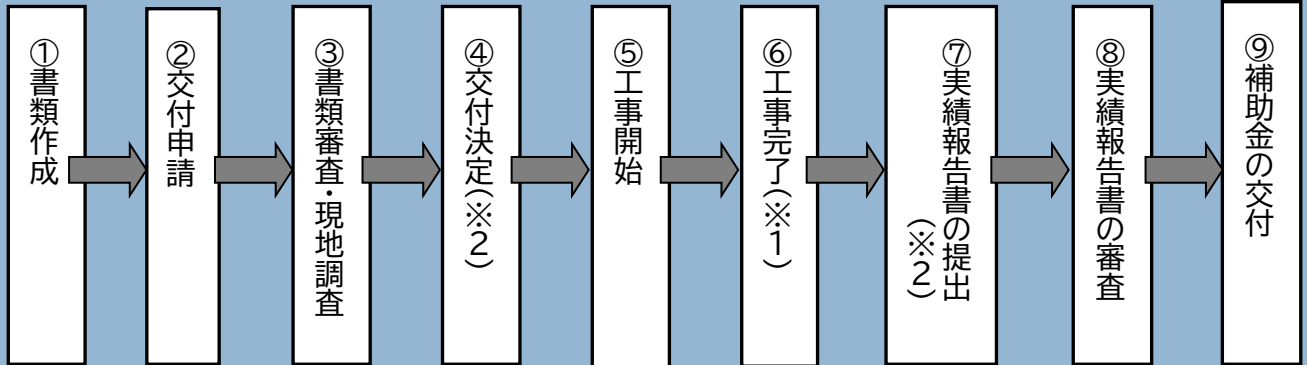 ①書類作成
②交付申請
③書類審査・現地調査
④交付決定(※2)
⑤工事開始
⑥工事完了(※1)
⑦実績報告書の提出
(※2)
⑧実績報告書の審査
⑨補助金の交付